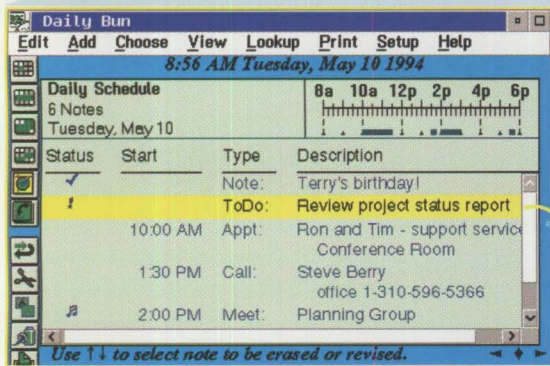 Daily Bun
Edit Add Choose View Lookup Print Setup Help
8:56 AM Tuesday, May 10 1994
Daily Schedule
6 Notes
Tuesday, May 10
8a 10a 12p 2p 4p 6p
Status Start Type Description
Note: Terry's birthday!
! ToDo: Review project status report
10:00 AM Appt: Ron and Tim - support service
Conference Room
1:30 PM Call: Steve Berry
office 1-310-596-5366
2:00 PM Meet: Planning Group
Use ↑↓ to select note to be erased or revised.